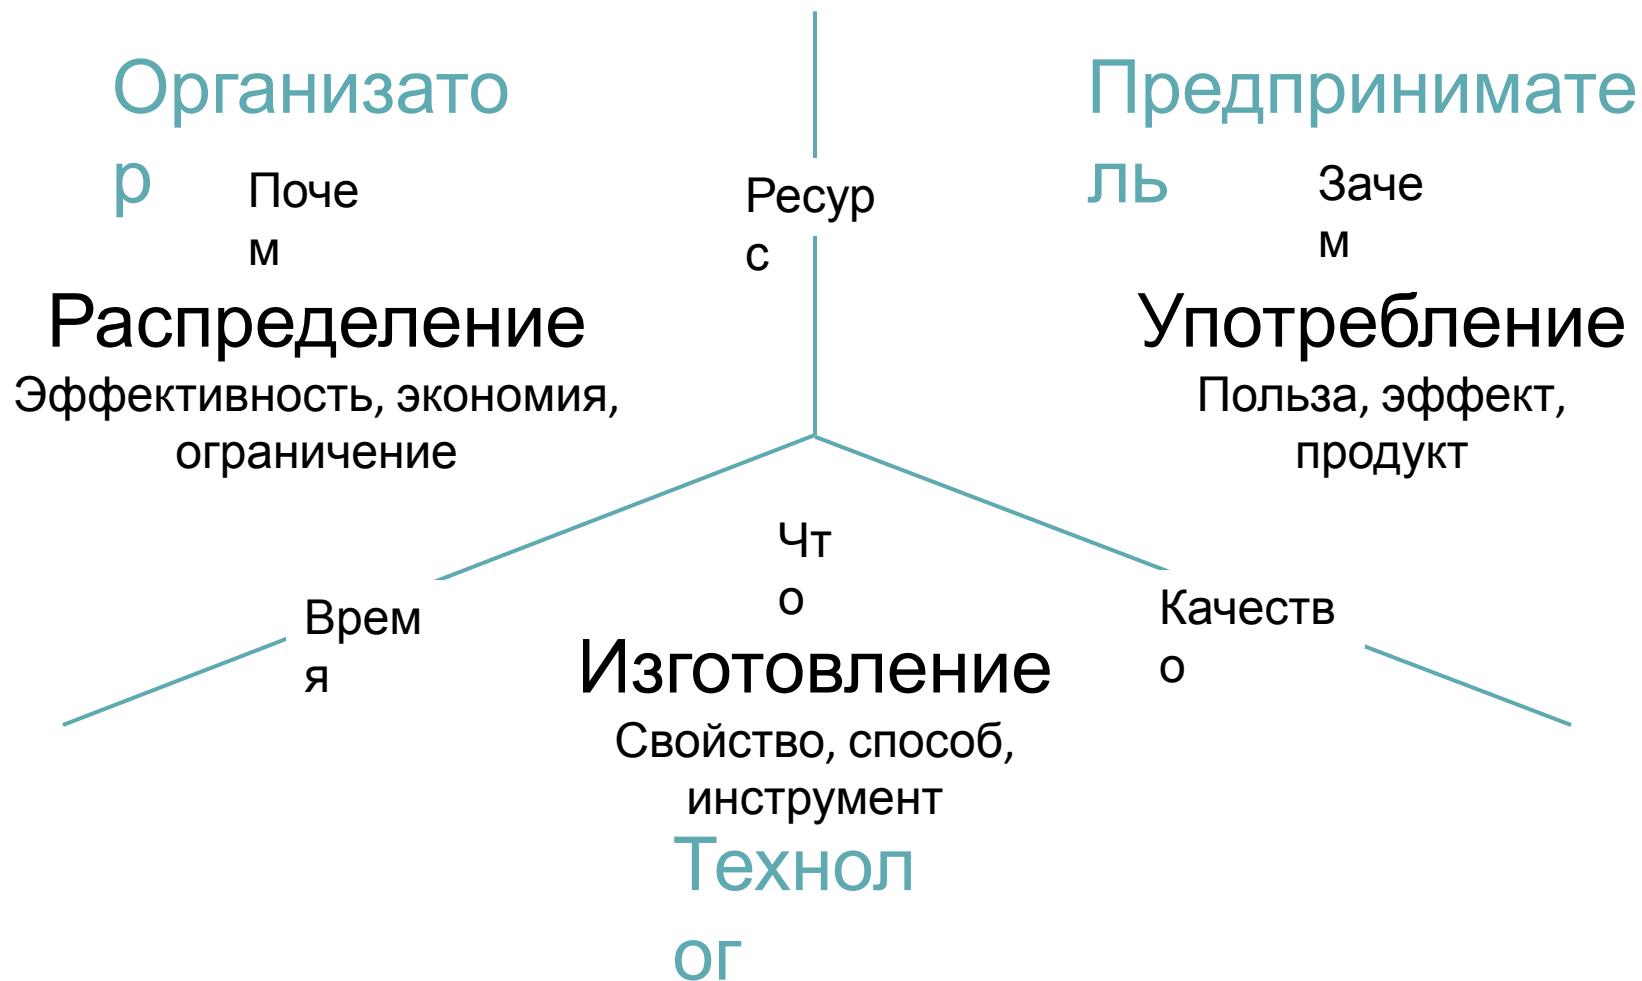 Организато
р
Почe
м
Распределение
Эффективность, экономия,
ограничение
Ресур
с
Предпринимате
ль
Заче
м
Употребление
Польза, эффект,
продукт
Врем
я
Чт
о
Изготовление
Свойство, способ,
инструмент
Технол
ог
Качеств
о